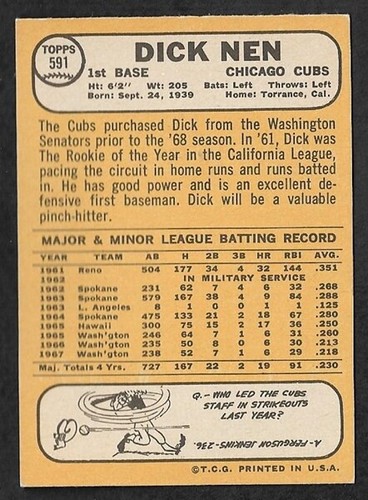 TOPPS
591
DICK NEN
1st BASE CHICAGO CUBS
Ht: 6'2" Wt: 205 Bats: Left Throws: Left
Born: Sept. 24, 1939 Home: Torrance, Cal.
The Cubs purchased Dick from the Washington
Senators prior to the '68 season. In '61, Dick was
The Rookie of the Year in the California League,
pacing the circuit in home runs and runs batted
in. He has good power and is an excellent de-
fensive first baseman. Dick will be a valuable
pinch-hitter.
MAJOR & MINOR LEAGUE BATTING RECORD
YEAR TEAM AB H 2B 3B HR RBI AVG.
1961 Reno 504 177 34 4 32 144 .351
1962 IN MILITARY SERVICE
1962 Spokane 231 62 7 4 6 32 .268
1963 Spokane 579 167 38 4 9 84 .288
1963 L. Angeles 8 1 0 0 1 1 .125
1964 Spokane 475 133 21 2 18 67 .280
1965 Hawaii 300 75 15 2 17 36 .250
1965 Wash'gton 246 64 7 1 6 31 .260
1966 Wash'gton 235 50 8 0 6 30 .213
1967 Wash'gton 238 52 7 1 6 29 .218
Maj. Totals 4 Yrs. 727 167 22 2 19 91 .230
Q.- WHO LED THE CUBS
STAFF IN STRIKEOUTS
LAST YEAR?
A.- FERGUSON JENKINS-236.
©T.C.G. PRINTED IN U.S.A.